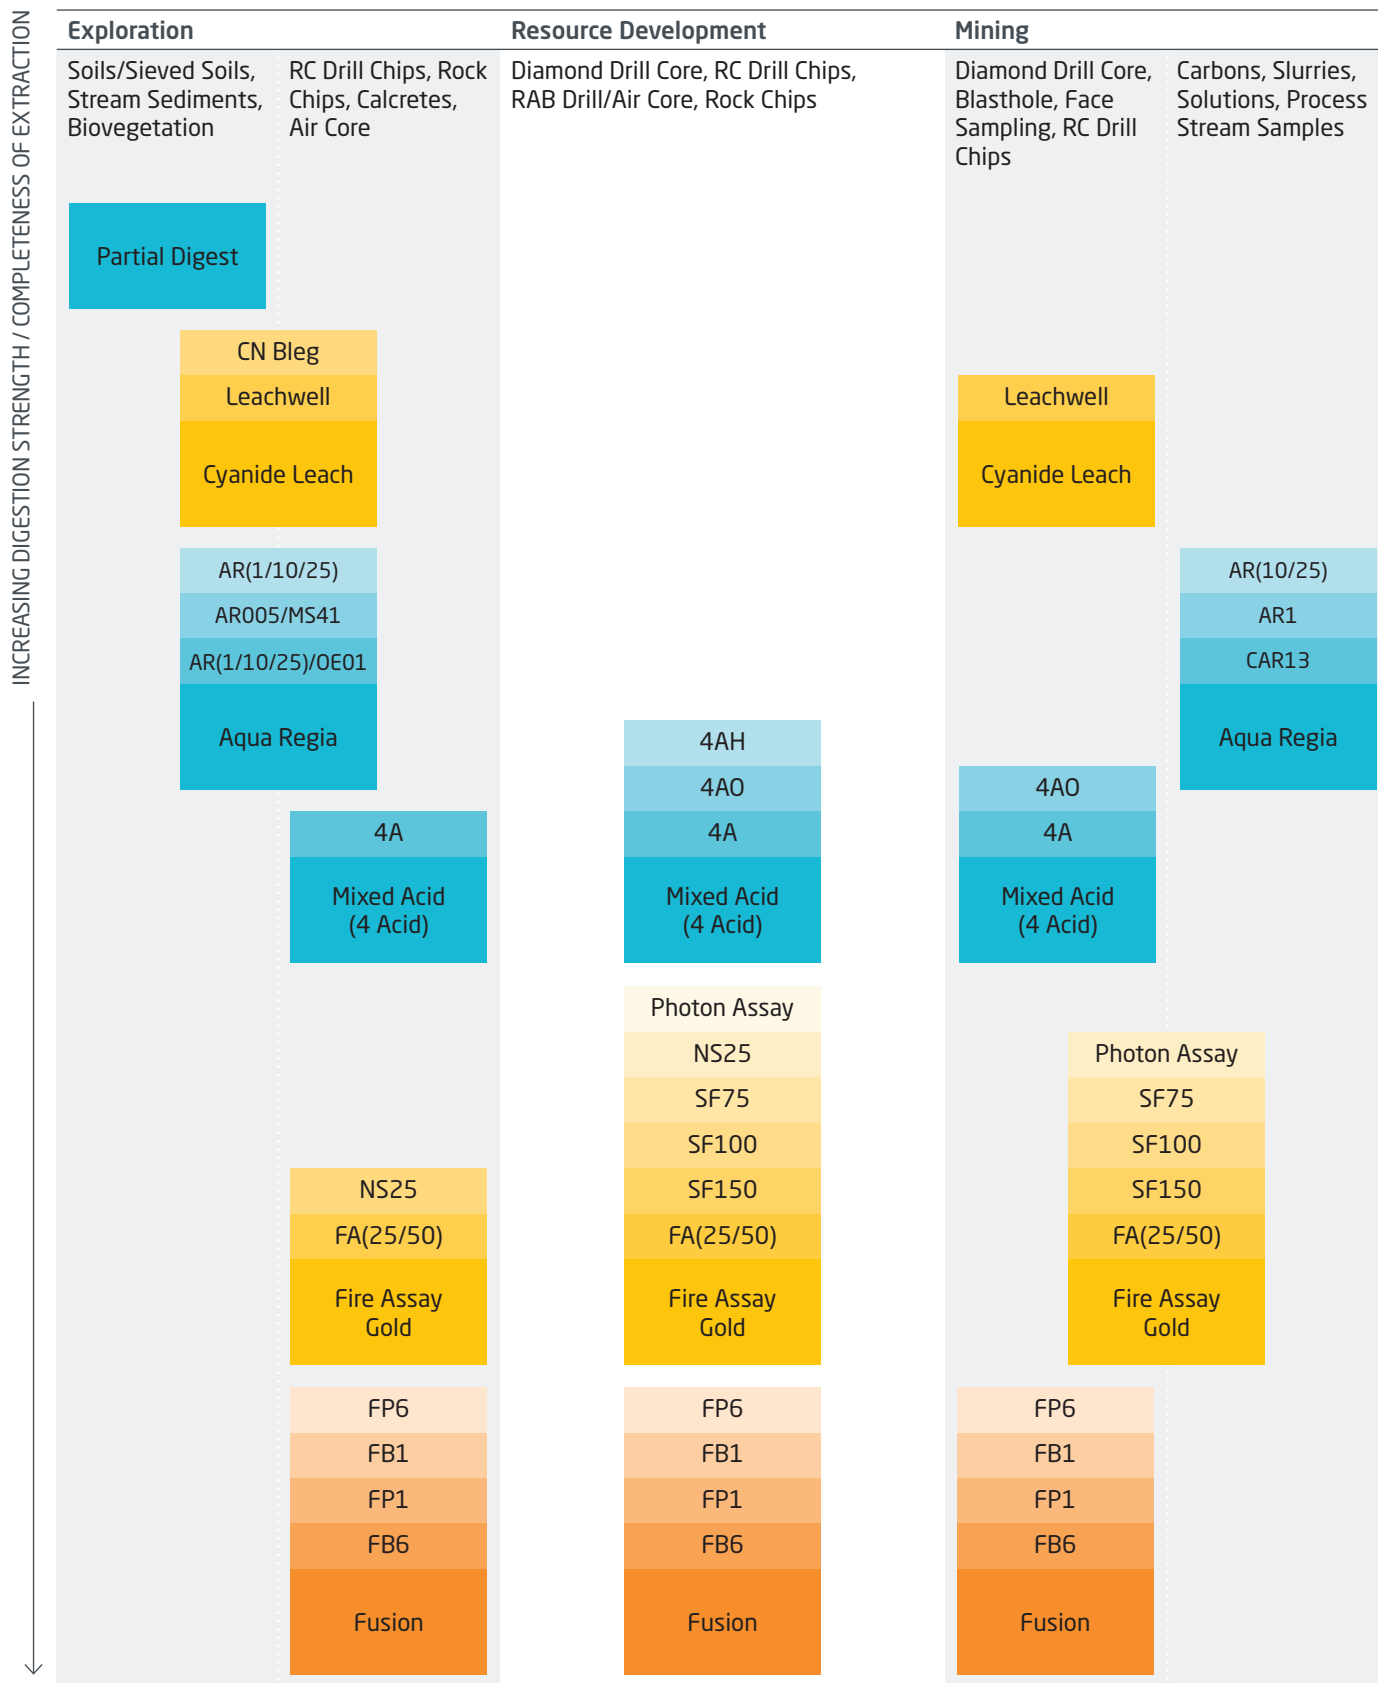 INCREASING DIGESTION STRENGTH / COMPLETENESS OF EXTRACTION
Exploration
Resource Development
Mining
Soils/Sieved Soils,
Stream Sediments,
Biovegetation
RC Drill Chips, Rock
Chips, Calcretes,
Air Core
Diamond Drill Core, RC Drill Chips,
RAB Drill/Air Core, Rock Chips
Diamond Drill Core,
Blasthole, Face
Sampling, RC Drill
Chips
Carbons, Slurries,
Solutions, Process
Stream Samples
Partial Digest
CN Bleg
Leachwell
Cyanide Leach
Leachwell
Cyanide Leach
AR(1/10/25)
AR005/MS41
AR(1/10/25)/OE01
Aqua Regia
AR(10/25)
AR1
CAR13
Aqua Regia
4A
Mixed Acid
(4 Acid)
4AH
4AO
4A
Mixed Acid
(4 Acid)
4AO
4A
Mixed Acid
(4 Acid)
NS25
FA(25/50)
Fire Assay
Gold
Photon Assay
NS25
SF75
SF100
SF150
FA(25/50)
Fire Assay
Gold
Photon Assay
SF75
SF100
SF150
FA(25/50)
Fire Assay
Gold
FP6
FB1
FP1
FB6
Fusion
FP6
FB1
FP1
FB6
Fusion
FP6
FB1
FP1
FB6
Fusion